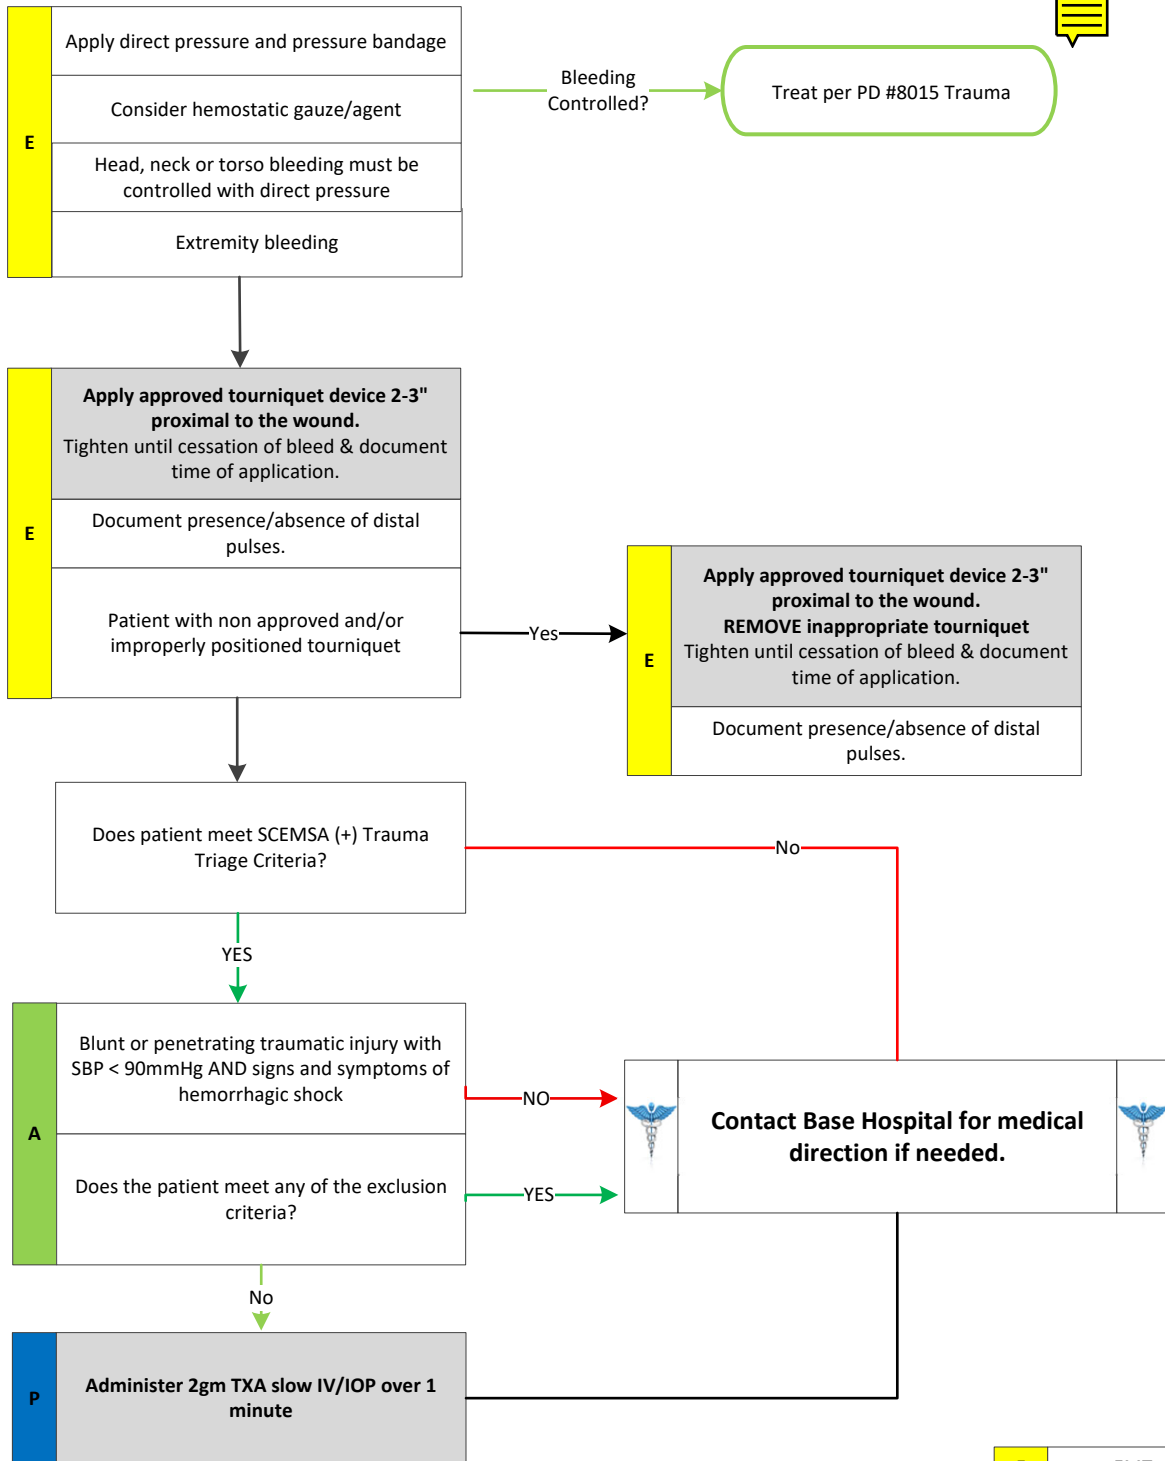 Apply direct pressure and pressure bandage
Consider hemostatic gauze/agent
E
Head, neck or torso bleeding must be
controlled with direct pressure
Extremity bleeding
Bleeding
Controlled?
Treat per PD #8015 Trauma
Apply approved tourniquet device 2-3"
proximal to the wound.
Tighten until cessation of bleed & document
time of application.
E
Document presence/absence of distal
pulses.
Patient with non approved and/or
improperly positioned tourniquet
Yes
Apply approved tourniquet device 2-3"
proximal to the wound.
REMOVE inappropriate tourniquet
Tighten until cessation of bleed & document
time of application.
E
Document presence/absence of distal
pulses.
Does patient meet SCEMSA (+) Trauma
Triage Criteria?
No
YES
Blunt or penetrating traumatic injury with
SBP < 90mmHg AND signs and symptoms of
hemorrhagic shock
NO
A
Does the patient meet any of the exclusion
criteria?
YES
Contact Base Hospital for medical
direction if needed.
No
P
Administer 2gm TXA slow IV/IOP over 1
minute